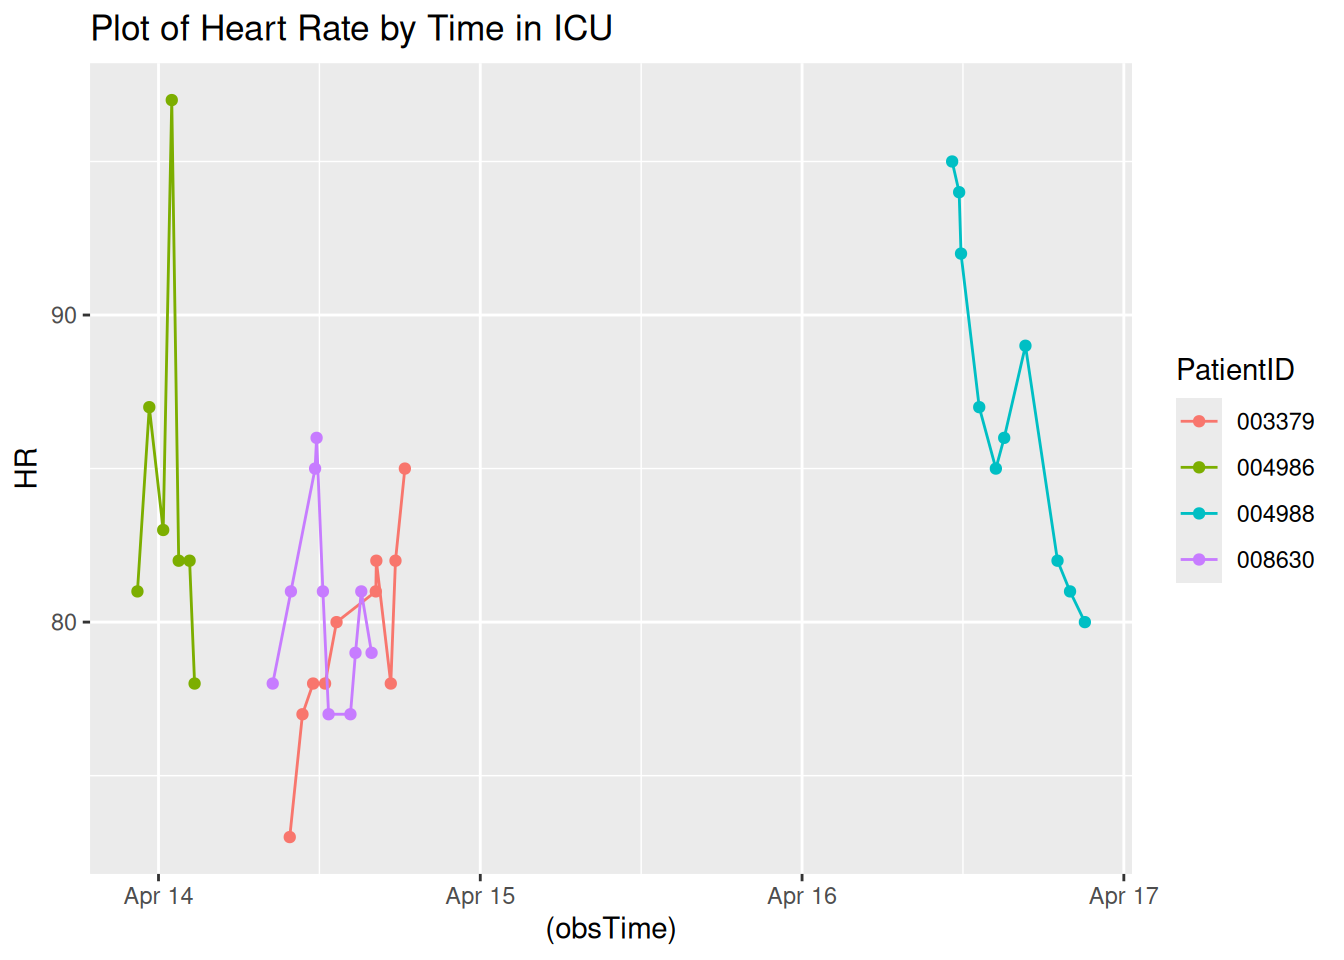 Plot of Heart Rate by Time in ICU
HR
90
80
Apr 14
Apr 15
Apr 16
Apr 17
(obsTime)
PatientID
003379
004986
004988
008630